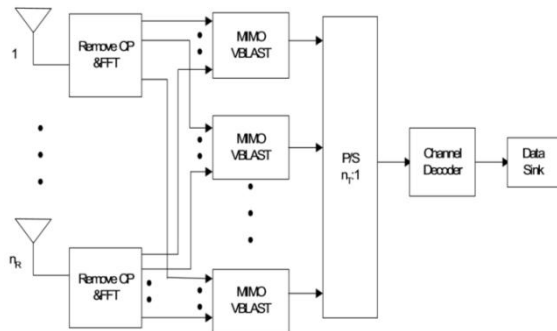 1
Remove CP
&FFT
MIMO
VBLAST
MIMO
VBLAST
P/S
nT:1
Channel
Decoder
Data
Sink
nR
Remove CP
&FFT
MIMO
VBLAST